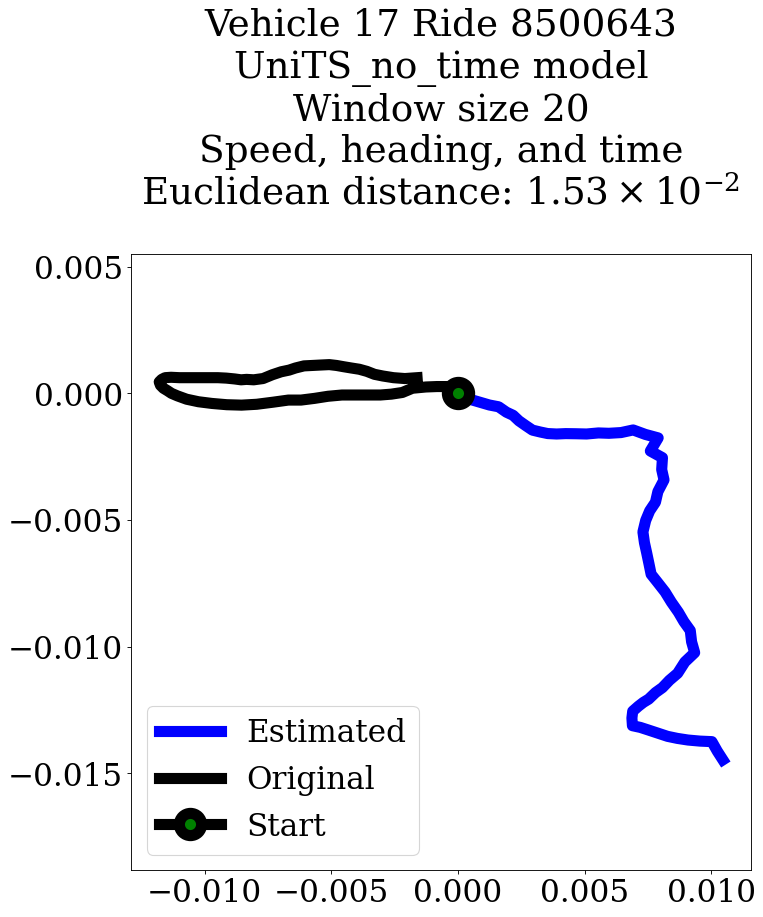 Vehicle 17 Ride 8500643
UniTS_no_time model
Window size 20
Speed, heading, and time
Euclidean distance: 1.53 × 10⁻²
0.005
0.000
−0.005
−0.010
−0.015
Estimated
Original
Start
−0.010 −0.005 0.000 0.005 0.010